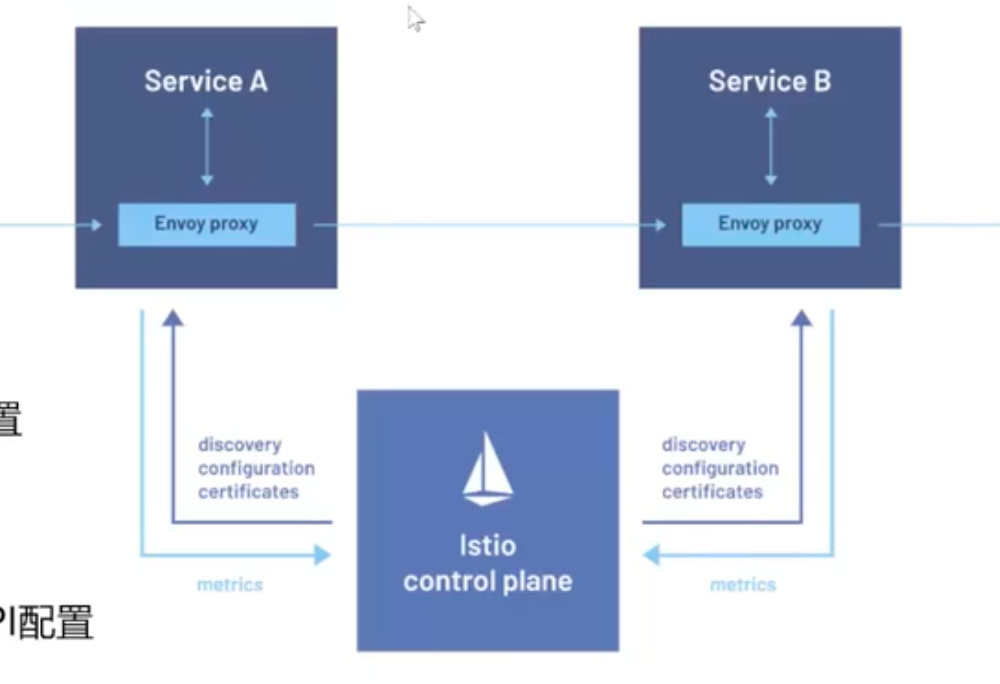 Service A
Service B
Envoy proxy
Envoy proxy
置
discovery
configuration
certificates
discovery
configuration
certificates
Istio
control plane
metrics
metrics
PI配置